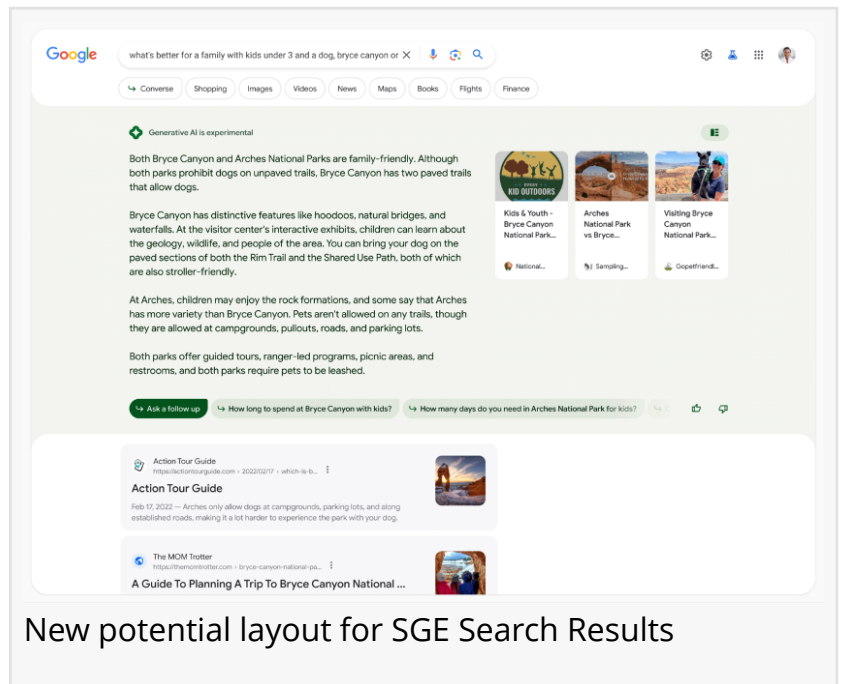 Google
what's better for a family with kids under 3 and a dog, bryce canyon or
Converse Shopping Images Videos News Maps Books Flights Finance
Generative AI is experimental
Both Bryce Canyon and Arches National Parks are family-friendly. Although
both parks prohibit dogs on unpaved trails, Bryce Canyon has two paved trails
that allow dogs.
Bryce Canyon has distinctive features like hoodoos, natural bridges, and
waterfalls. At the visitor center's interactive exhibits, children can learn about
the geology, wildlife, and people of the area. You can bring your dog on the
paved sections of both the Rim Trail and the Shared Use Path, both of which
are also stroller-friendly.
At Arches, children may enjoy the rock formations, and some say that Arches
has more variety than Bryce Canyon. Pets aren't allowed on any trails, though
they are allowed at campgrounds, pullouts, roads, and parking lots.
Both parks offer guided tours, ranger-led programs, picnic areas, and
restrooms, and both parks require pets to be leashed.
KID OUTDOORS
Kids & Youth -
Bryce Canyon
National Park...
National...
Arches
National Park
vs Bryce...
Sampling...
Visiting Bryce
Canyon
National Park...
Gopetfriendl...
Ask a follow up
How long to spend at Bryce Canyon with kids?
How many days do you need in Arches National Park for kids?
Action Tour Guide
https://actiontourguide.com › 2022/02/17 › which-is-b...
Action Tour Guide
Feb 17, 2022 — Arches only allow dogs at campgrounds, parking lots, and along
established roads, making it a lot harder to experience the park with your dog.
The MOM Trotter
https://themomtrotter.com › bryce-canyon-national-pa...
A Guide To Planning A Trip To Bryce Canyon National ...
New potential layout for SGE Search Results